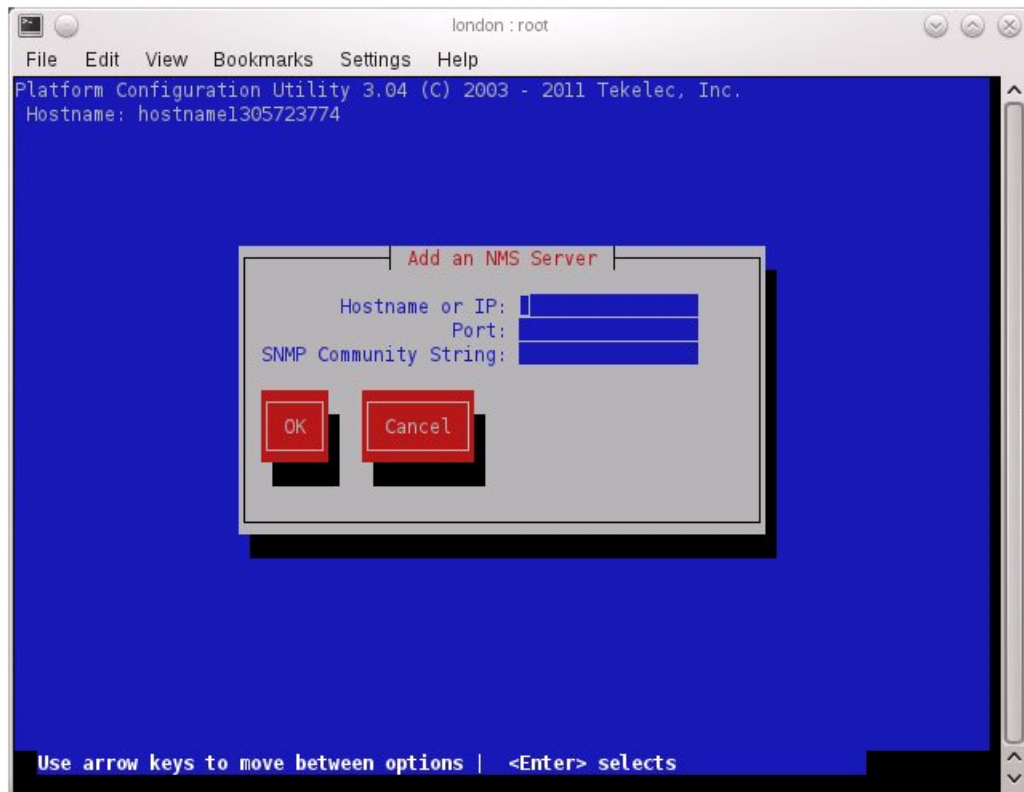 london : root
File Edit View Bookmarks Settings Help
Platform Configuration Utility 3.04 (C) 2003 - 2011 Tekelec, Inc.
Hostname: hostname1305723774
Add an NMS Server
Hostname or IP:
Port:
SNMP Community String:
OK Cancel
Use arrow keys to move between options | <Enter> selects